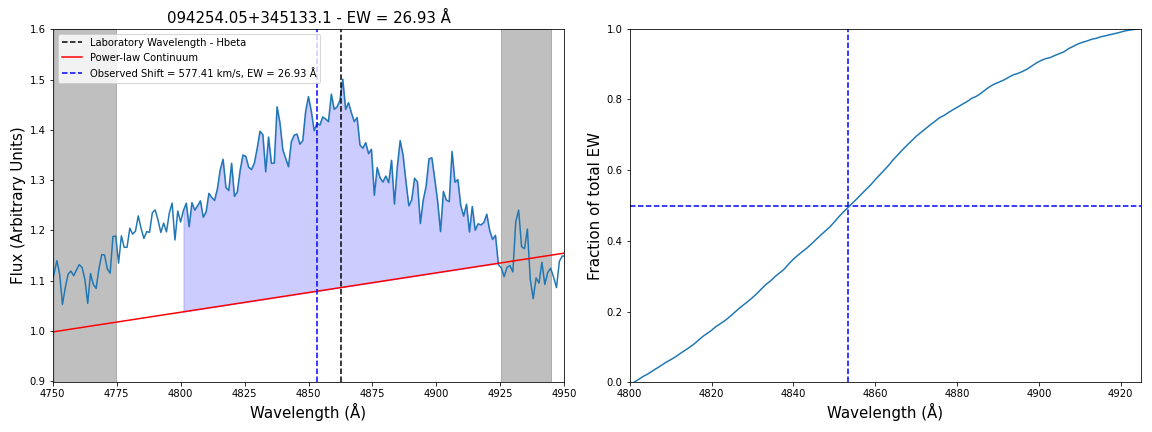 094254.05+345133.1 - EW = 26.93 Å
Flux (Arbitrary Units)
1.6
1.5
1.4
1.3
1.2
1.1
1.0
0.9
Laboratory Wavelength - Hbeta
Power-law Continuum
Observed Shift = 577.41 km/s, EW = 26.93 Å
4750 4775 4800 4825 4850 4875 4900 4925 4950
Wavelength (Å)
Fraction of total EW
1.0
0.8
0.6
0.4
0.2
0.0
4800 4820 4840 4860 4880 4900 4920
Wavelength (Å)